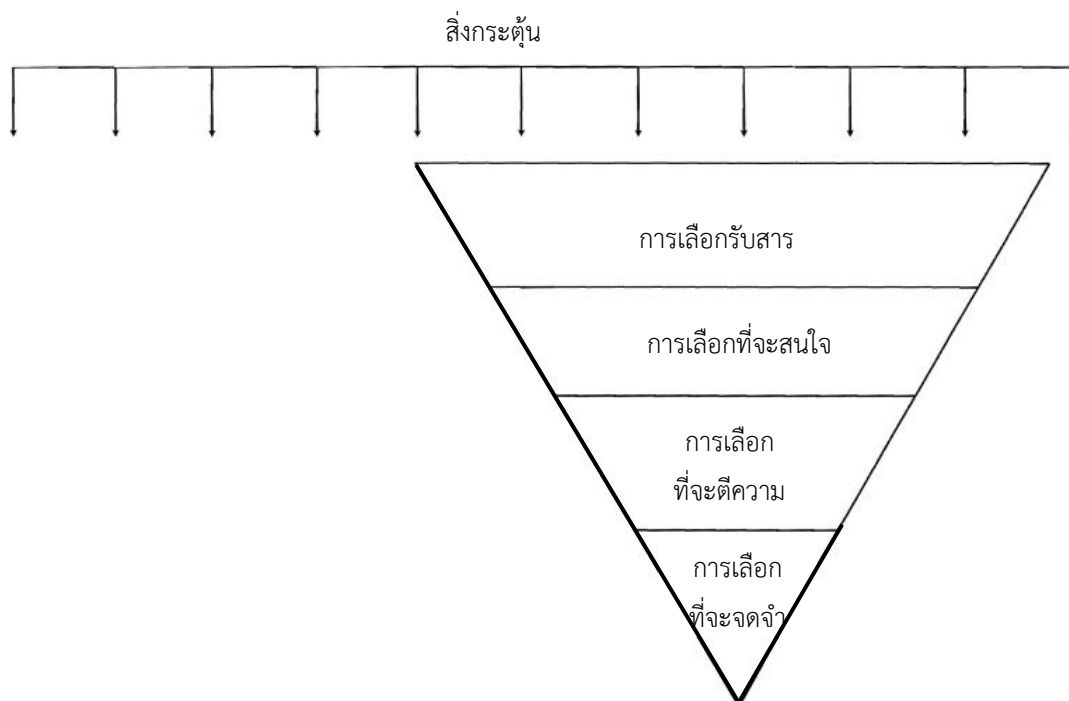 สิ่งกระตุ้น
การเลือกรับสาร
การเลือกที่จะสนใจ
การเลือก
ที่จะตีความ
การเลือก
ที่จะจดจำ